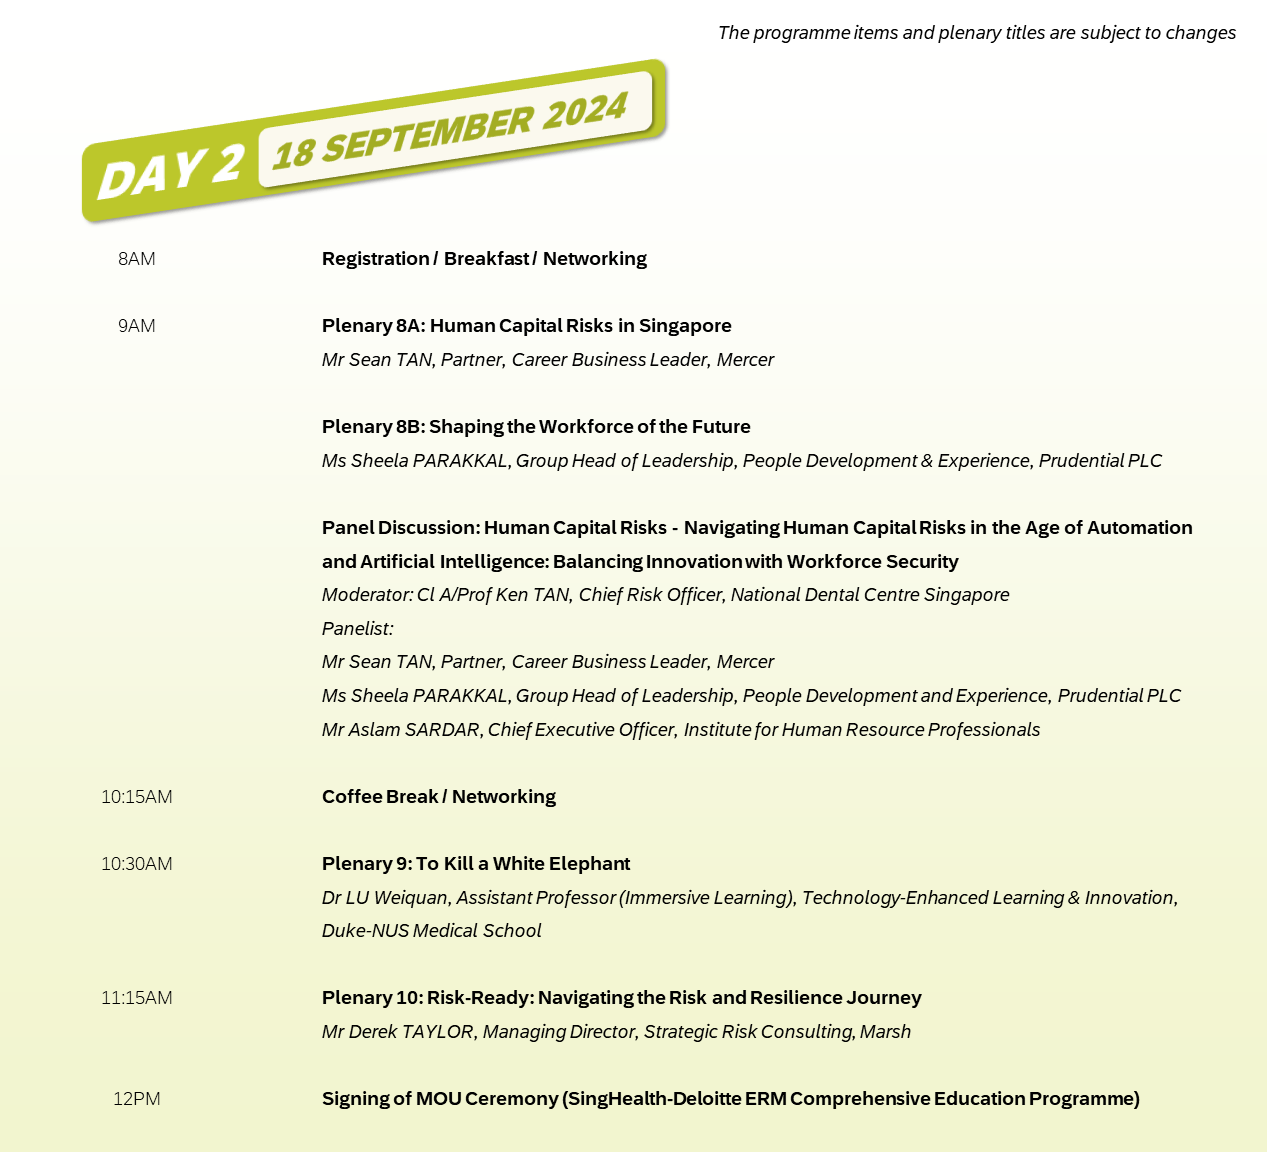 The programme items and plenary titles are subject to changes
DAY 2 18 SEPTEMBER 2024
8AM Registration / Breakfast / Networking
9AM Plenary 8A: Human Capital Risks in Singapore
Mr Sean TAN, Partner, Career Business Leader, Mercer
Plenary 8B: Shaping the Workforce of the Future
Ms Sheela PARAKKAL, Group Head of Leadership, People Development & Experience, Prudential PLC
Panel Discussion: Human Capital Risks - Navigating Human Capital Risks in the Age of Automation
and Artificial Intelligence: Balancing Innovation with Workforce Security
Moderator: Cl A/Prof Ken TAN, Chief Risk Officer, National Dental Centre Singapore
Panelist:
Mr Sean TAN, Partner, Career Business Leader, Mercer
Ms Sheela PARAKKAL, Group Head of Leadership, People Development and Experience, Prudential PLC
Mr Aslam SARDAR, Chief Executive Officer, Institute for Human Resource Professionals
10:15AM Coffee Break / Networking
10:30AM Plenary 9: To Kill a White Elephant
Dr LU Weiquan, Assistant Professor (Immersive Learning), Technology-Enhanced Learning & Innovation,
Duke-NUS Medical School
11:15AM Plenary 10: Risk-Ready: Navigating the Risk and Resilience Journey
Mr Derek TAYLOR, Managing Director, Strategic Risk Consulting, Marsh
12PM Signing of MOU Ceremony (SingHealth-Deloitte ERM Comprehensive Education Programme)